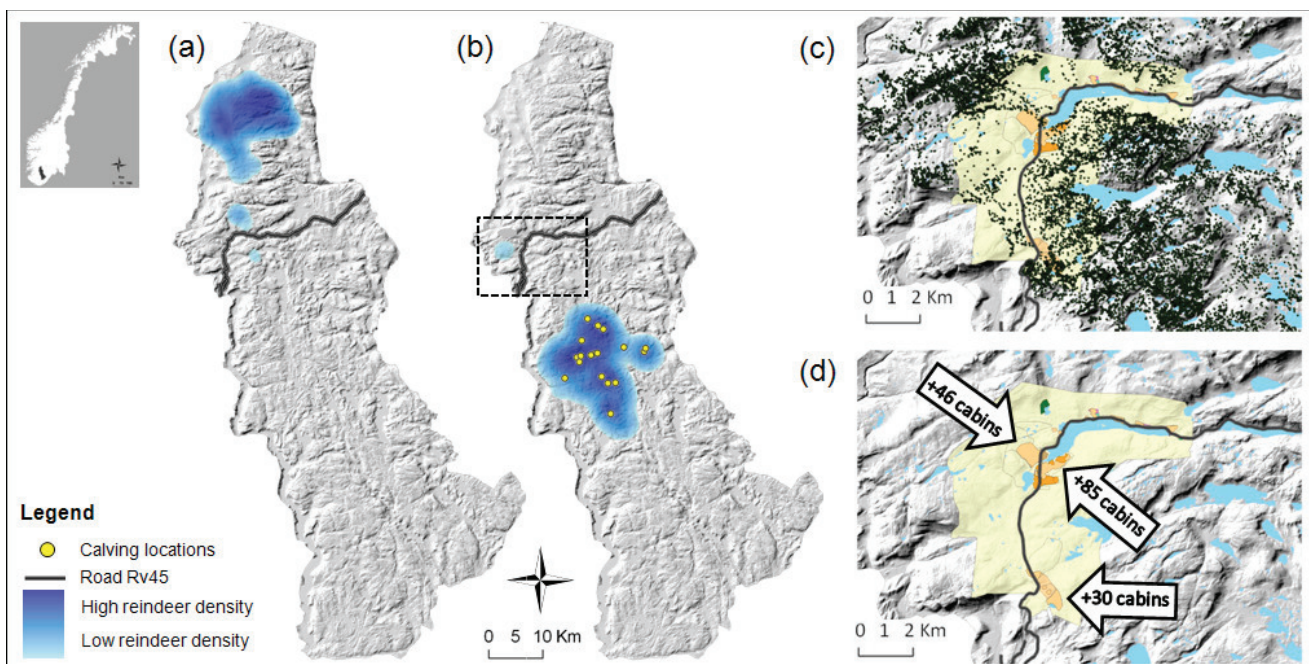 (a)
(b)
(c)
0 1 2 Km
(d)
+46 cabins
+85 cabins
+30 cabins
0 1 2 Km
Legend
Calving locations
Road Rv45
High reindeer density
Low reindeer density
0 5 10 Km